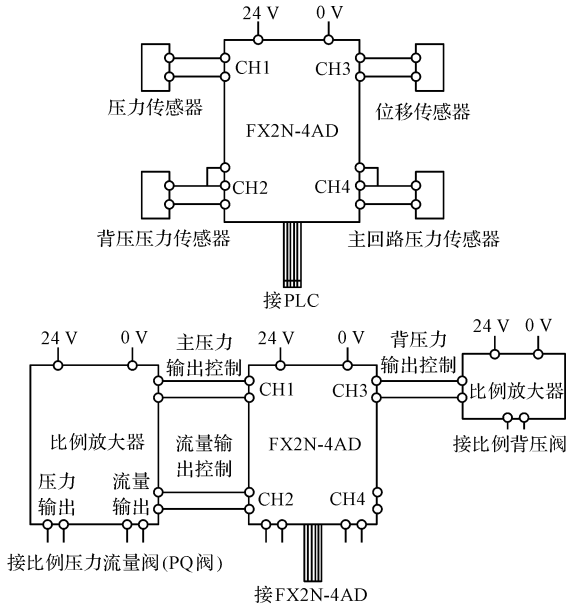 24 V
0 V
CH1
CH3
压力传感器
位移传感器
FX2N-4AD
CH2
CH4
背压压力传感器
主回路压力传感器
接PLC
24 V
0 V
主压力
输出控制
24 V
0 V
背压力
输出控制
24 V
0 V
CH1
CH3
比例放大器
比例放大器
流量输
出控制
FX2N-4AD
接比例背压阀
压力
输出
流量
输出
CH2
CH4
接比例压力流量阀(PQ阀)
接FX2N-4AD